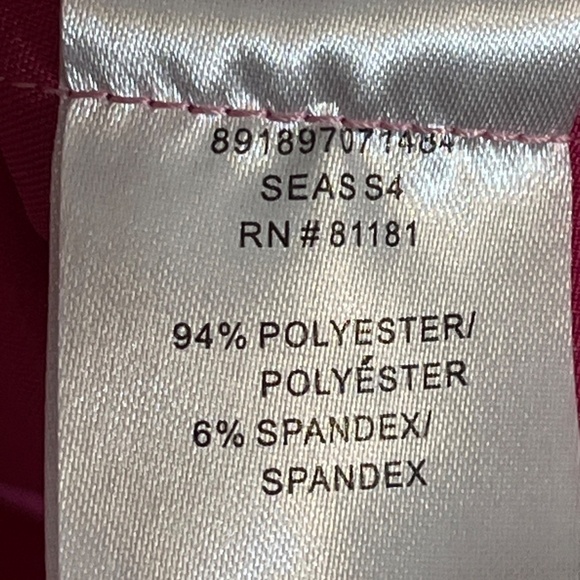 891897071484
SEAS S4
RN # 81181
94% POLYESTER/
POLYÉSTER
6% SPANDEX/
SPANDEX